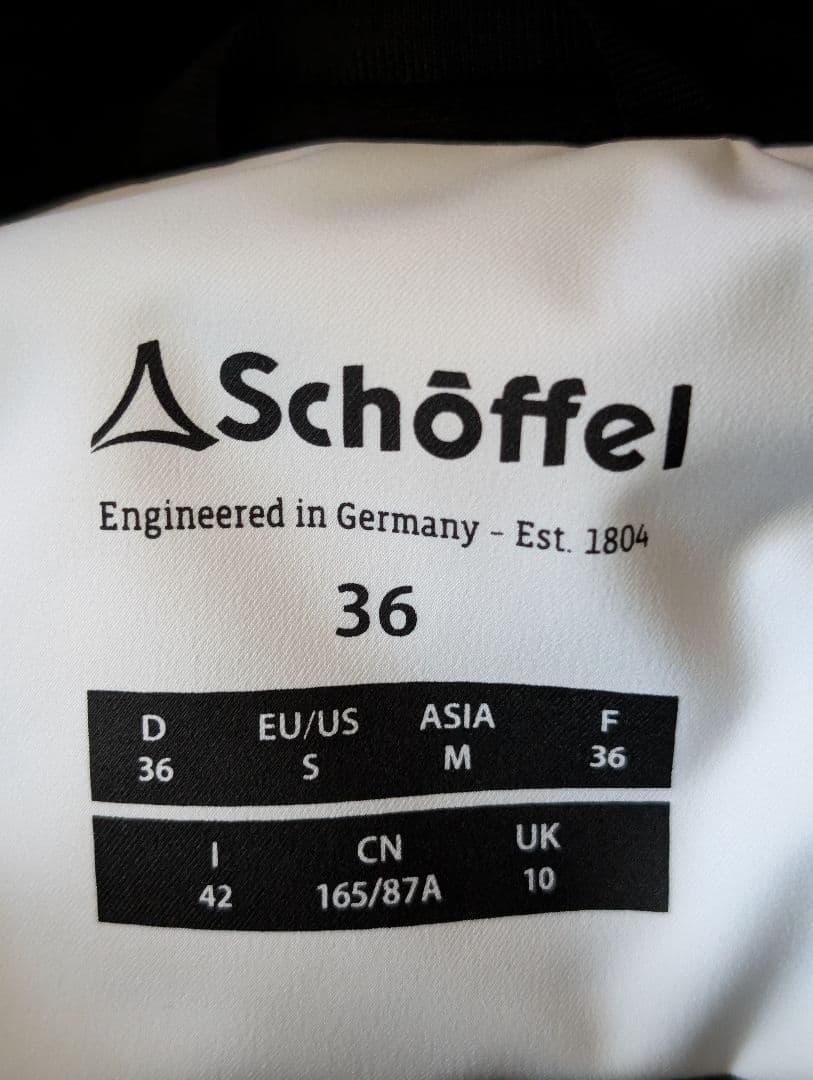 Schöffel
Engineered in Germany - Est. 1804
36
D EU/US ASIA F
36 S M 36
I CN UK
42 165/87A 10